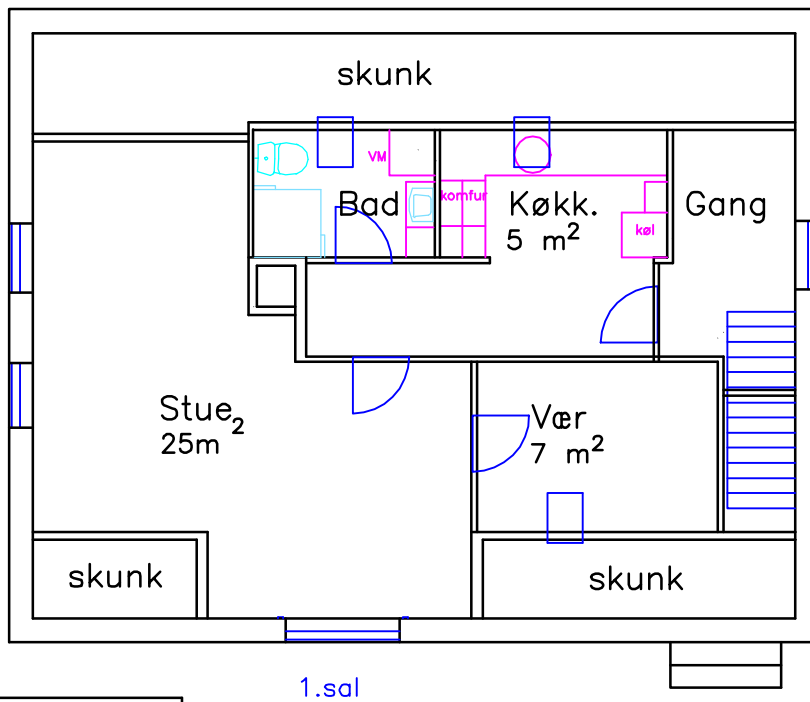 skunk
VM
Bad
komfur
Køkk.
5 m²
køl
Gang
Stue
25m²
Vær
7 m²
skunk
skunk
1.sal